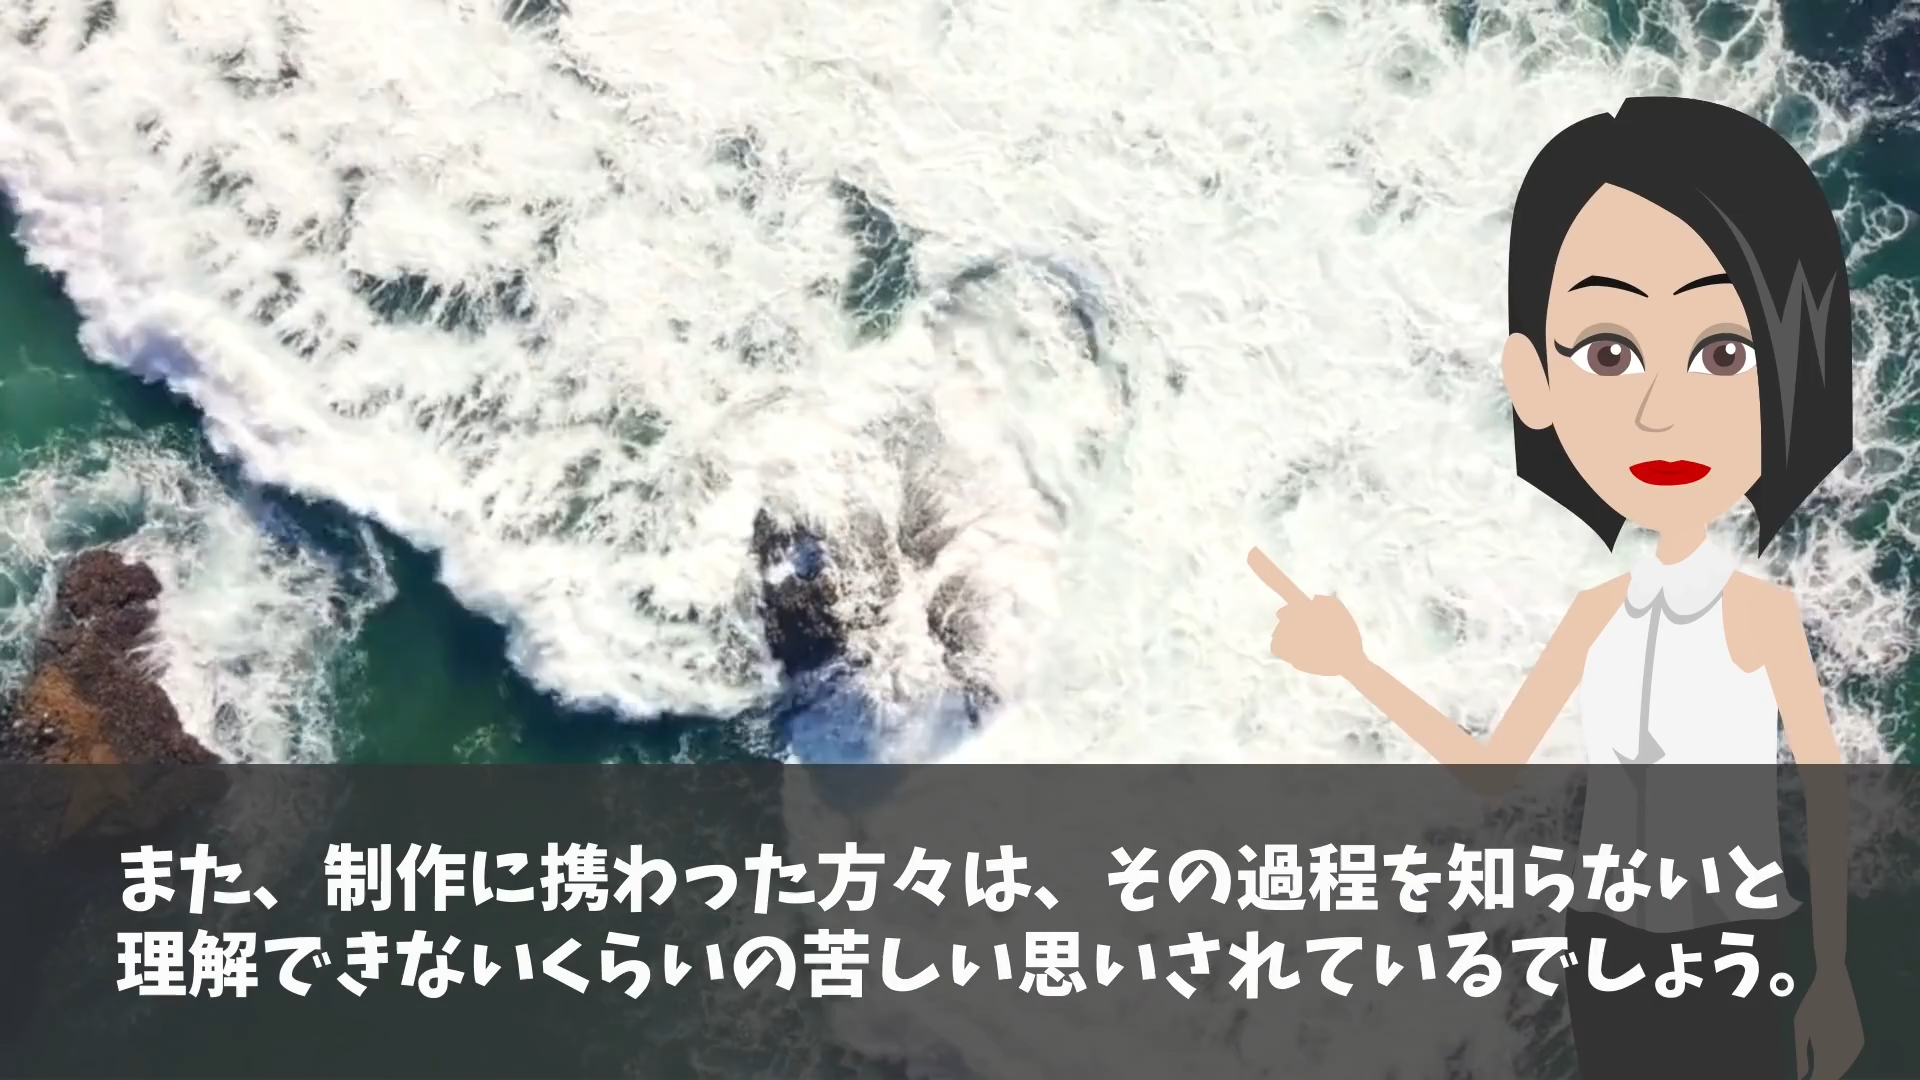 また、制作に携わった方々は、その過程を知らないと
理解できないくらいの苦しい思いされているでしょう。